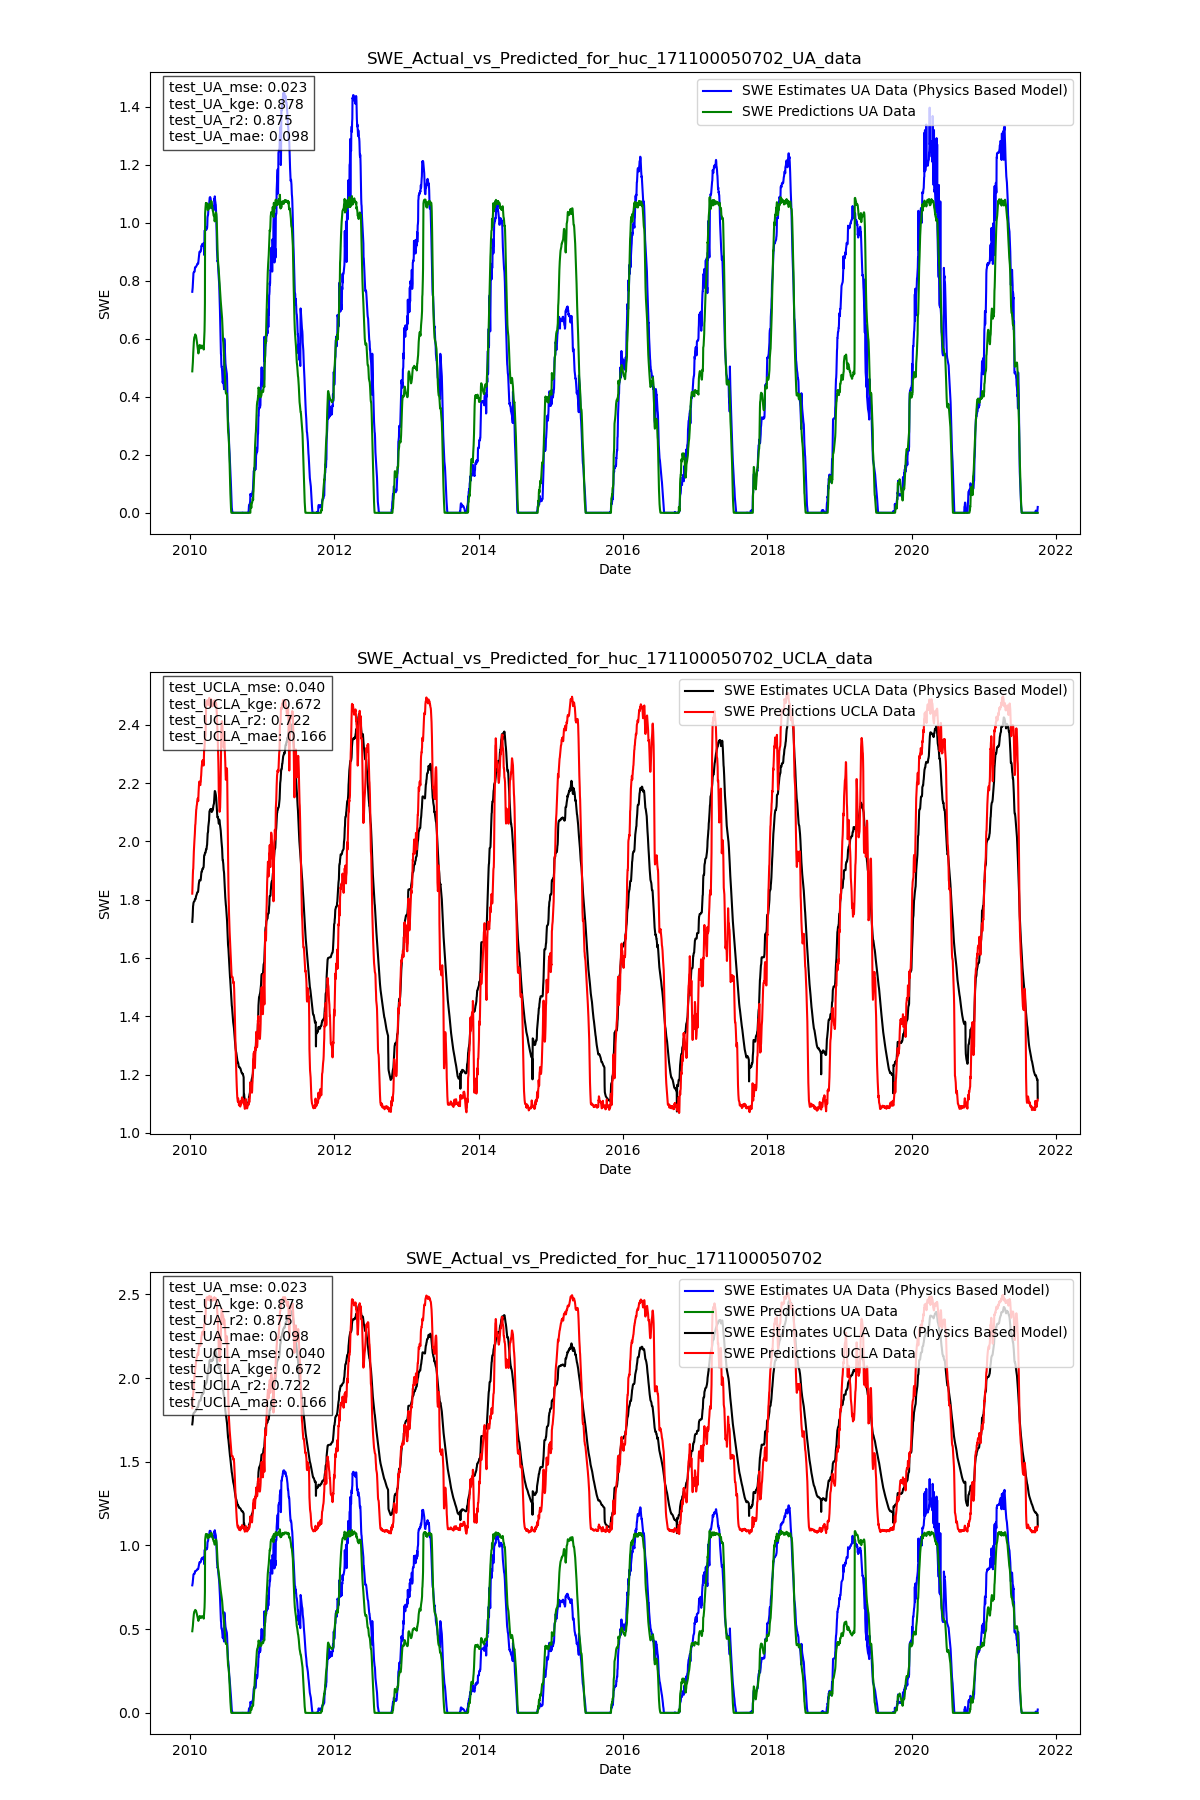 SWE_Actual_vs_Predicted_for_huc_171100050702_UA_data
test_UA_mse: 0.023
test_UA_kge: 0.878
test_UA_r2: 0.875
test_UA_mae: 0.098
SWE Estimates UA Data (Physics Based Model)
SWE Predictions UA Data
1.4
1.2
1.0
0.8
0.6
0.4
0.2
0.0
SWE
2010 2012 2014 2016 2018 2020 2022
Date
SWE_Actual_vs_Predicted_for_huc_171100050702_UCLA_data
test_UCLA_mse: 0.040
test_UCLA_kge: 0.672
test_UCLA_r2: 0.722
test_UCLA_mae: 0.166
SWE Estimates UCLA Data (Physics Based Model)
SWE Predictions UCLA Data
2.4
2.2
2.0
1.8
1.6
1.4
1.2
1.0
SWE
2010 2012 2014 2016 2018 2020 2022
Date
SWE_Actual_vs_Predicted_for_huc_171100050702
test_UA_mse: 0.023
test_UA_kge: 0.878
test_UA_r2: 0.875
test_UA_mae: 0.098
test_UCLA_mse: 0.040
test_UCLA_kge: 0.672
test_UCLA_r2: 0.722
test_UCLA_mae: 0.166
SWE Estimates UA Data (Physics Based Model)
SWE Predictions UA Data
SWE Estimates UCLA Data (Physics Based Model)
SWE Predictions UCLA Data
2.5
2.0
1.5
1.0
0.5
0.0
SWE
2010 2012 2014 2016 2018 2020 2022
Date